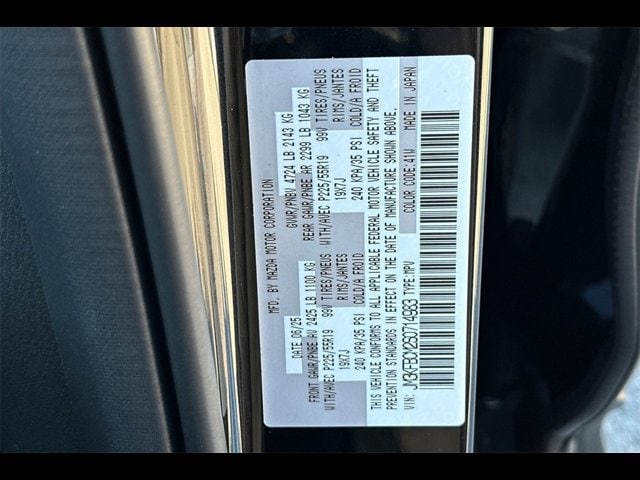 MFD. BY MAZDA MOTOR CORPORATION
DATE: 06/25 GVWR/PNBV 4724 LB 2143 KG
FRONT GAWR/PNBE AV 2425 LB 1100 KG REAR GAWR/PNBE AR 2299 LB 1043 KG
WITH/AVEC P225/55R19 99V TIRES/PNEUS WITH/AVEC P225/55R19 99V TIRES/PNEUS
19X7J RIMS/JANTES 19X7J RIMS/JANTES
240 KPA/35 PSI COLD/A FROID 240 KPA/35 PSI COLD/A FROID
THIS VEHICLE CONFORMS TO ALL APPLICABLE FEDERAL MOTOR VEHICLE SAFETY AND THEFT
PREVENTION STANDARDS IN EFFECT ON THE DATE OF MANUFACTURE SHOWN ABOVE.
VIN: TYPE:MPV COLOR CODE:41W MADE IN JAPAN